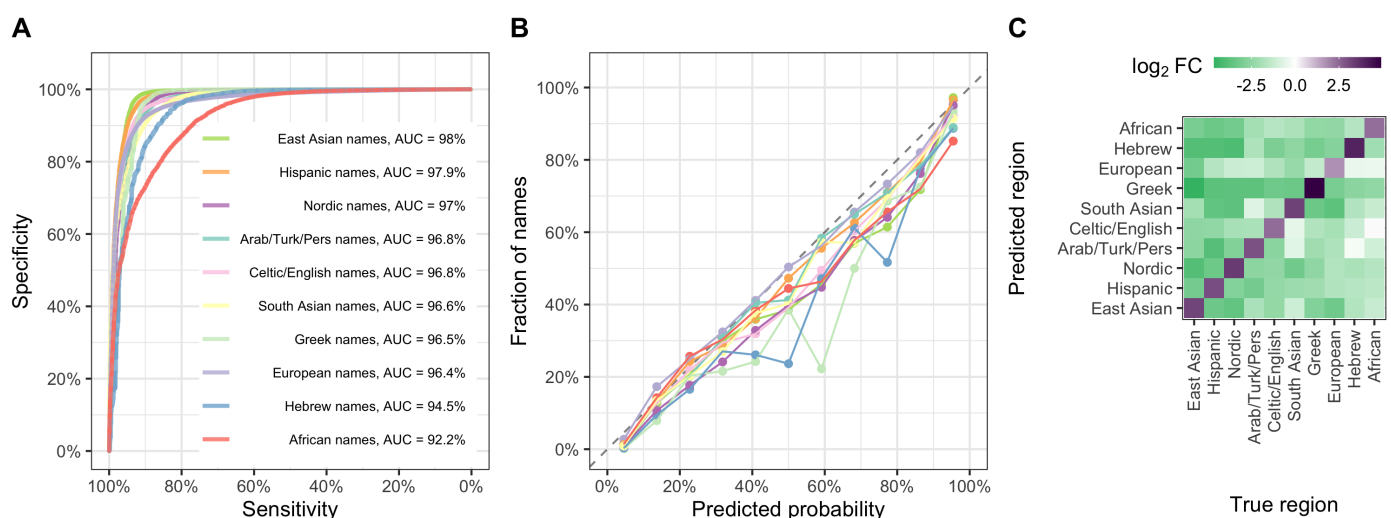 A
Specificity
100%
80%
60%
40%
20%
0%
East Asian names, AUC = 98%
Hispanic names, AUC = 97.9%
Nordic names, AUC = 97%
Arab/Turk/Pers names, AUC = 96.8%
Celtic/English names, AUC = 96.8%
South Asian names, AUC = 96.6%
Greek names, AUC = 96.5%
European names, AUC = 96.4%
Hebrew names, AUC = 94.5%
African names, AUC = 92.2%
100% 80% 60% 40% 20% 0%
Sensitivity
B
Fraction of names
100%
80%
60%
40%
20%
0%
0% 20% 40% 60% 80% 100%
Predicted probability
C
log₂ FC
-2.5 0.0 2.5
Predicted region
African
Hebrew
European
Greek
South Asian
Celtic/English
Arab/Turk/Pers
Nordic
Hispanic
East Asian
East Asian
Hispanic
Nordic
Arab/Turk/Pers
Celtic/English
South Asian
Greek
European
Hebrew
African
True region